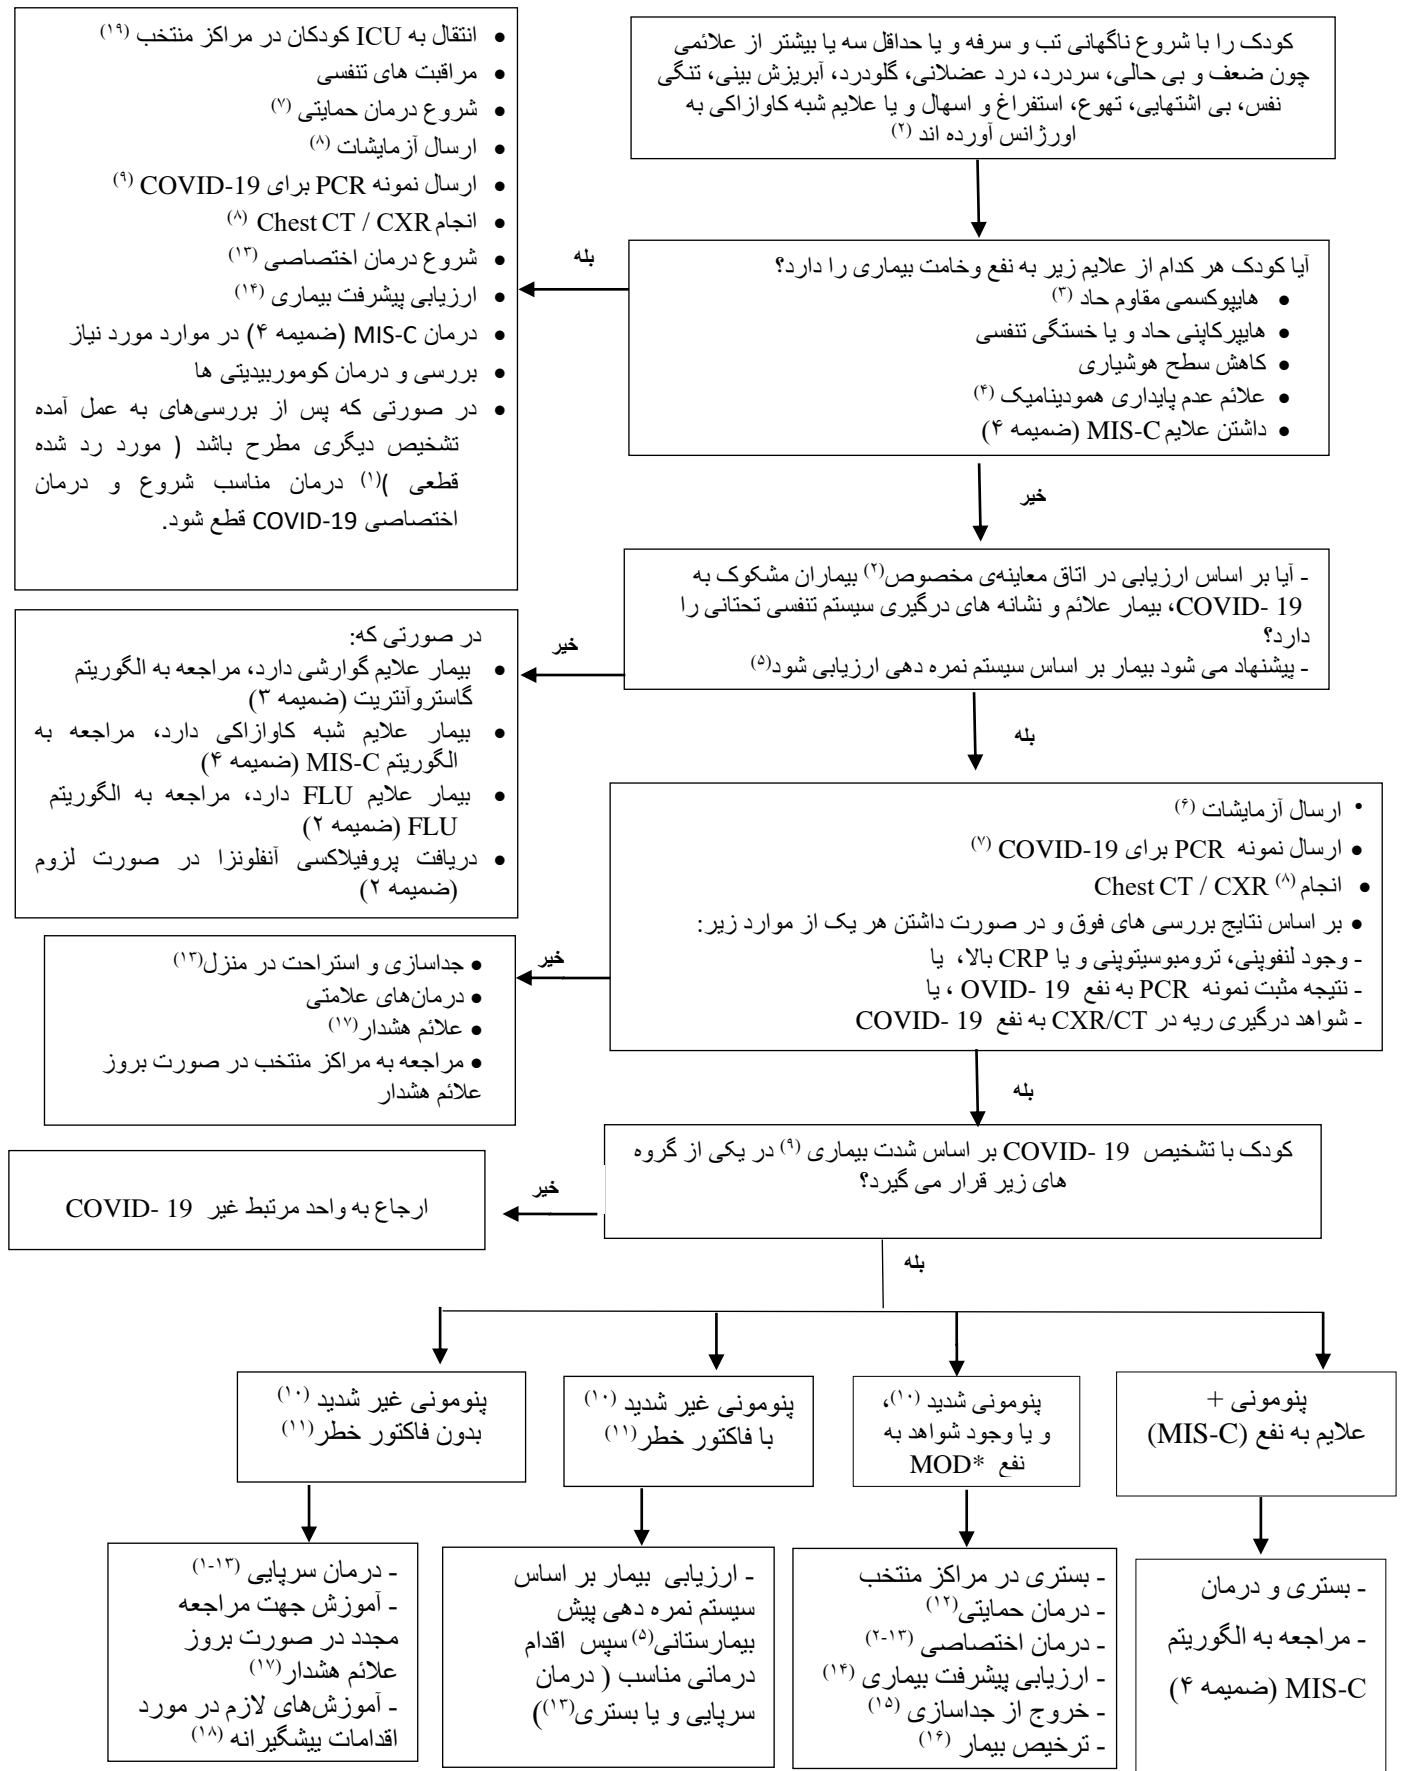 کودک را با شروع ناگهانی تب و سرفه و یا حداقل سه یا بیشتر از علائمی
چون ضعف و بی حالی، سردرد، درد عضلانی، گلودرد، آبریزش بینی، تنگی
نفس، بی اشتهایی، تهوع، استفراغ و اسهال و یا علایم شبه کاوازاکی به
اورژانس آورده اند (۲)
آیا کودک هر کدام از علایم زیر به نفع وخامت بیماری را دارد؟
● هایپوکسمی مقاوم حاد (۳)
● هایپرکاپنی حاد و یا خستگی تنفسی
● کاهش سطح هوشیاری
● علائم عدم پایداری همودینامیک (۴)
● داشتن علایم MIS-C (ضمیمه ۴)
بله
● انتقال به ICU کودکان در مراکز منتخب (۱۹)
● مراقبت های تنفسی
● شروع درمان حمایتی (۷)
● ارسال آزمایشات (۸)
● ارسال نمونه PCR برای COVID-19 (۹)
● انجام Chest CT / CXR (۸)
● شروع درمان اختصاصی (۱۳)
● ارزیابی پیشرفت بیماری (۱۴)
● درمان MIS-C (ضمیمه ۴) در موارد مورد نیاز
● بررسی و درمان کوموربیدیتی ها
● در صورتی که پس از بررسی‌های به عمل آمده
تشخیص دیگری مطرح باشد ( مورد رد شده
قطعی )(۱) درمان مناسب شروع و درمان
اختصاصی COVID-19 قطع شود.
خیر
- آیا بر اساس ارزیابی در اتاق معاینه‌ی مخصوص(۲) بیماران مشکوک به
COVID- 19، بیمار علائم و نشانه های درگیری سیستم تنفسی تحتانی را
دارد؟
- پیشنهاد می شود بیمار بر اساس سیستم نمره دهی ارزیابی شود(۵)
خیر
در صورتی که:
● بیمار علایم گوارشی دارد، مراجعه به الگوریتم
گاستروآنتریت (ضمیمه ۳)
● بیمار علایم شبه کاوازاکی دارد، مراجعه به
الگوریتم MIS-C (ضمیمه ۴)
● بیمار علایم FLU دارد، مراجعه به الگوریتم
FLU (ضمیمه ۲)
● دریافت پروفیلاکسی آنفلونزا در صورت لزوم
(ضمیمه ۲)
بله
• ارسال آزمایشات (۶)
● ارسال نمونه PCR برای COVID-19 (۷)
● انجام Chest CT / CXR (۸)
● بر اساس نتایج بررسی های فوق و در صورت داشتن هر یک از موارد زیر:
- وجود لنفوپنی، ترومبوسیتوپنی و یا CRP بالا، یا
- نتیجه مثبت نمونه PCR به نفع OVID- 19 ، یا
- شواهد درگیری ریه در CXR/CT به نفع COVID- 19
خیر
● جداسازی و استراحت در منزل(۱۳)
● درمان‌های علامتی
● علائم هشدار(۱۷)
● مراجعه به مراکز منتخب در صورت بروز
علائم هشدار
بله
کودک با تشخیص COVID- 19 بر اساس شدت بیماری (۹) در یکی از گروه
های زیر قرار می گیرد؟
خیر
ارجاع به واحد مرتبط غیر COVID- 19
بله
پنومونی +
علایم به نفع (MIS-C)
پنومونی شدید (۱۰)،
و یا وجود شواهد به
نفع MOD*
پنومونی غیر شدید (۱۰)
با فاکتور خطر(۱۱)
پنومونی غیر شدید (۱۰)
بدون فاکتور خطر(۱۱)
- بستری و درمان
- مراجعه به الگوریتم
MIS-C (ضمیمه ۴)
- بستری در مراکز منتخب
- درمان حمایتی(۱۲)
- درمان اختصاصی (۱۳-۲)
- ارزیابی پیشرفت بیماری (۱۴)
- خروج از جداسازی (۱۵)
- ترخیص بیمار (۱۶)
- ارزیابی بیمار بر اساس
سیستم نمره دهی پیش
بیمارستانی(۵) سپس اقدام
درمانی مناسب ( درمان
سرپایی و یا بستری(۱۳))
- درمان سرپایی (۱۳-۱)
- آموزش جهت مراجعه
مجدد در صورت بروز
علائم هشدار(۱۷)
- آموزش‌های لازم در مورد
اقدامات پیشگیرانه (۱۸)